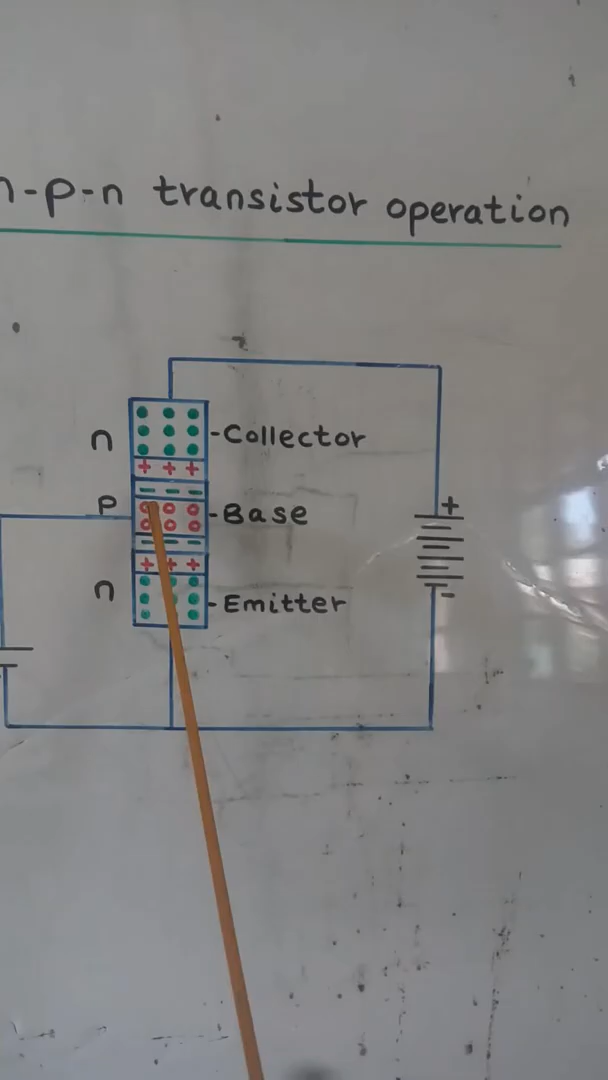 n-p-n transistor operation
n -Collector
+ + +
- - -
P -Base
- - -
+ + +
n -Emitter
+
-